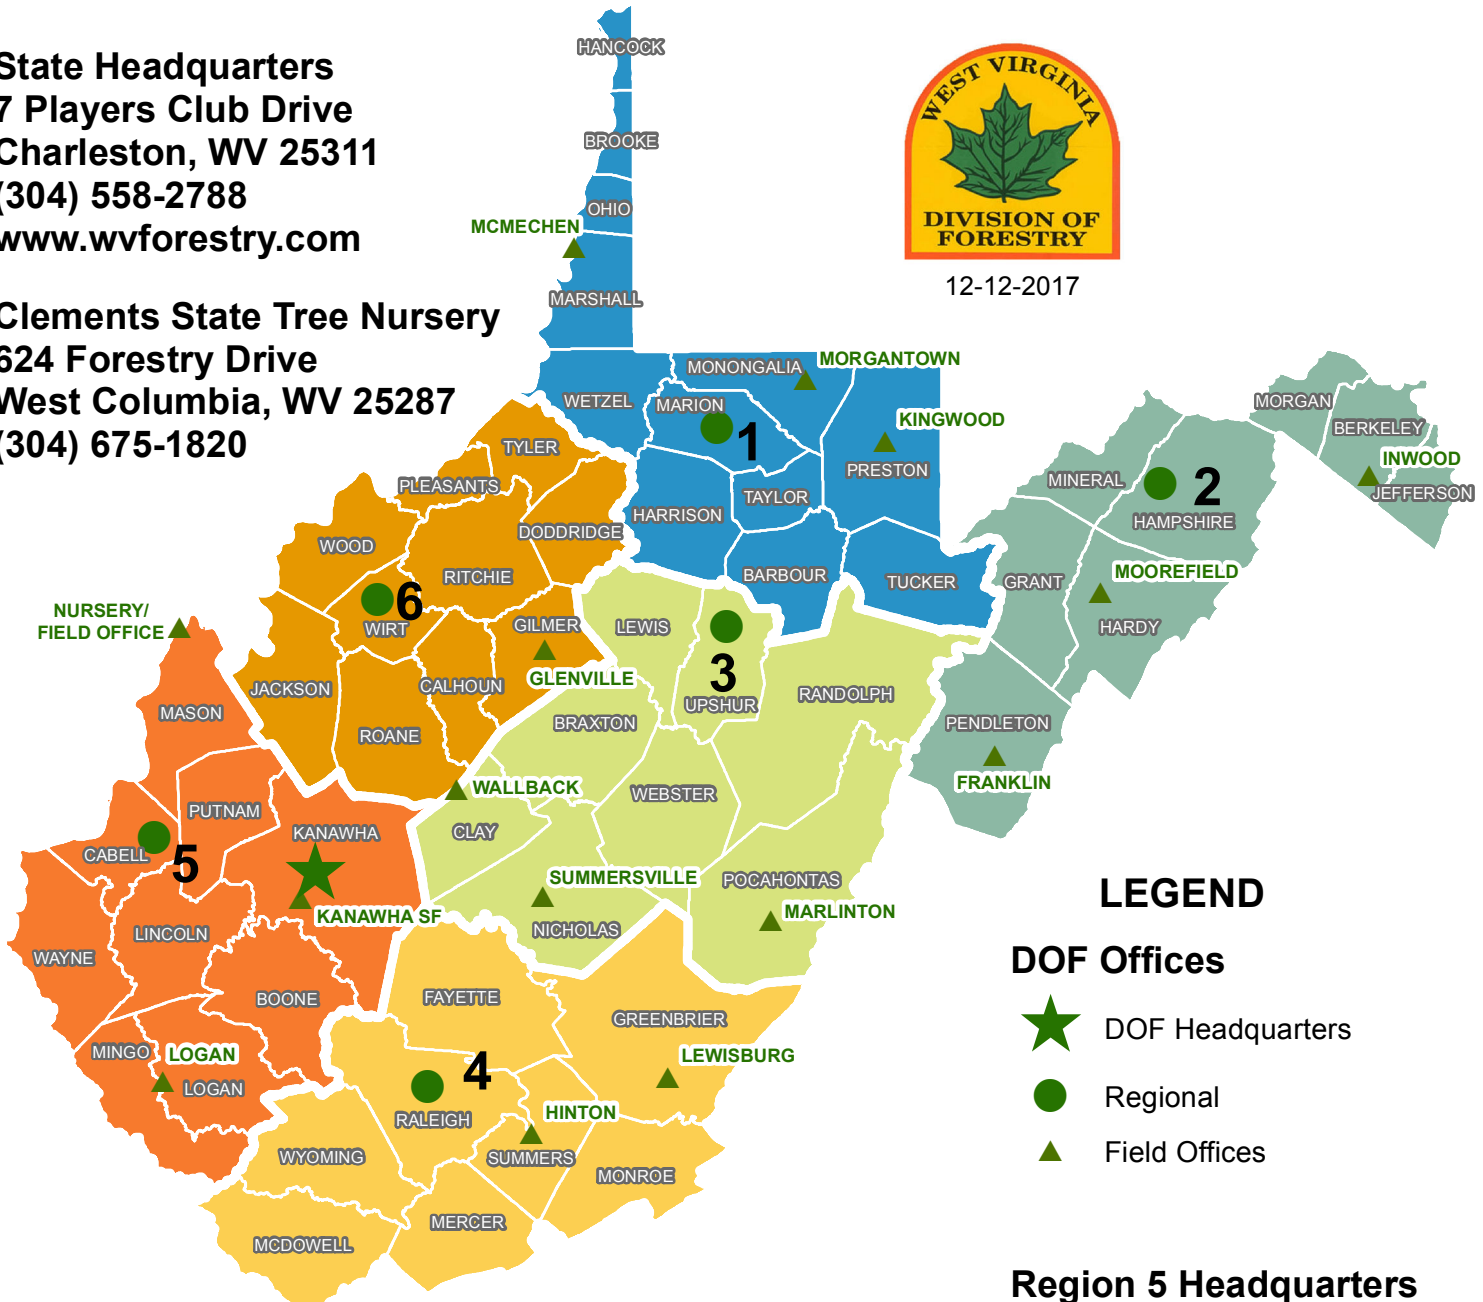 State Headquarters
7 Players Club Drive
Charleston, WV 25311
(304) 558-2788
www.wvforestry.com
Clements State Tree Nursery
624 Forestry Drive
West Columbia, WV 25287
(304) 675-1820
WEST VIRGINIA
DIVISION OF
FORESTRY
12-12-2017
HANCOCK
BROOKE
OHIO
MCMECHEN
MARSHALL
WETZEL
MONONGALIA
MORGANTOWN
MARION
1
KINGWOOD
PRESTON
TAYLOR
HARRISON
BARBOUR
TUCKER
MORGAN
BERKELEY
INWOOD
JEFFERSON
MINERAL
2
HAMPSHIRE
GRANT
MOOREFIELD
HARDY
PENDLETON
FRANKLIN
TYLER
PLEASANTS
DODDRIDGE
WOOD
RITCHIE
6
WIRT
GILMER
GLENVILLE
CALHOUN
JACKSON
ROANE
WALLBACK
LEWIS
3
UPSHUR
RANDOLPH
BRAXTON
WEBSTER
CLAY
SUMMERSVILLE
NICHOLAS
POCAHONTAS
MARLINTON
NURSERY/
FIELD OFFICE
MASON
PUTNAM
KANAWHA
CABELL
5
KANAWHA SF
LINCOLN
WAYNE
BOONE
MINGO
LOGAN
LOGAN
FAYETTE
GREENBRIER
LEWISBURG
4
RALEIGH
HINTON
SUMMERS
MONROE
WYOMING
MERCER
MCDOWELL
LEGEND
DOF Offices
DOF Headquarters
Regional
Field Offices
Region 5 Headquarters